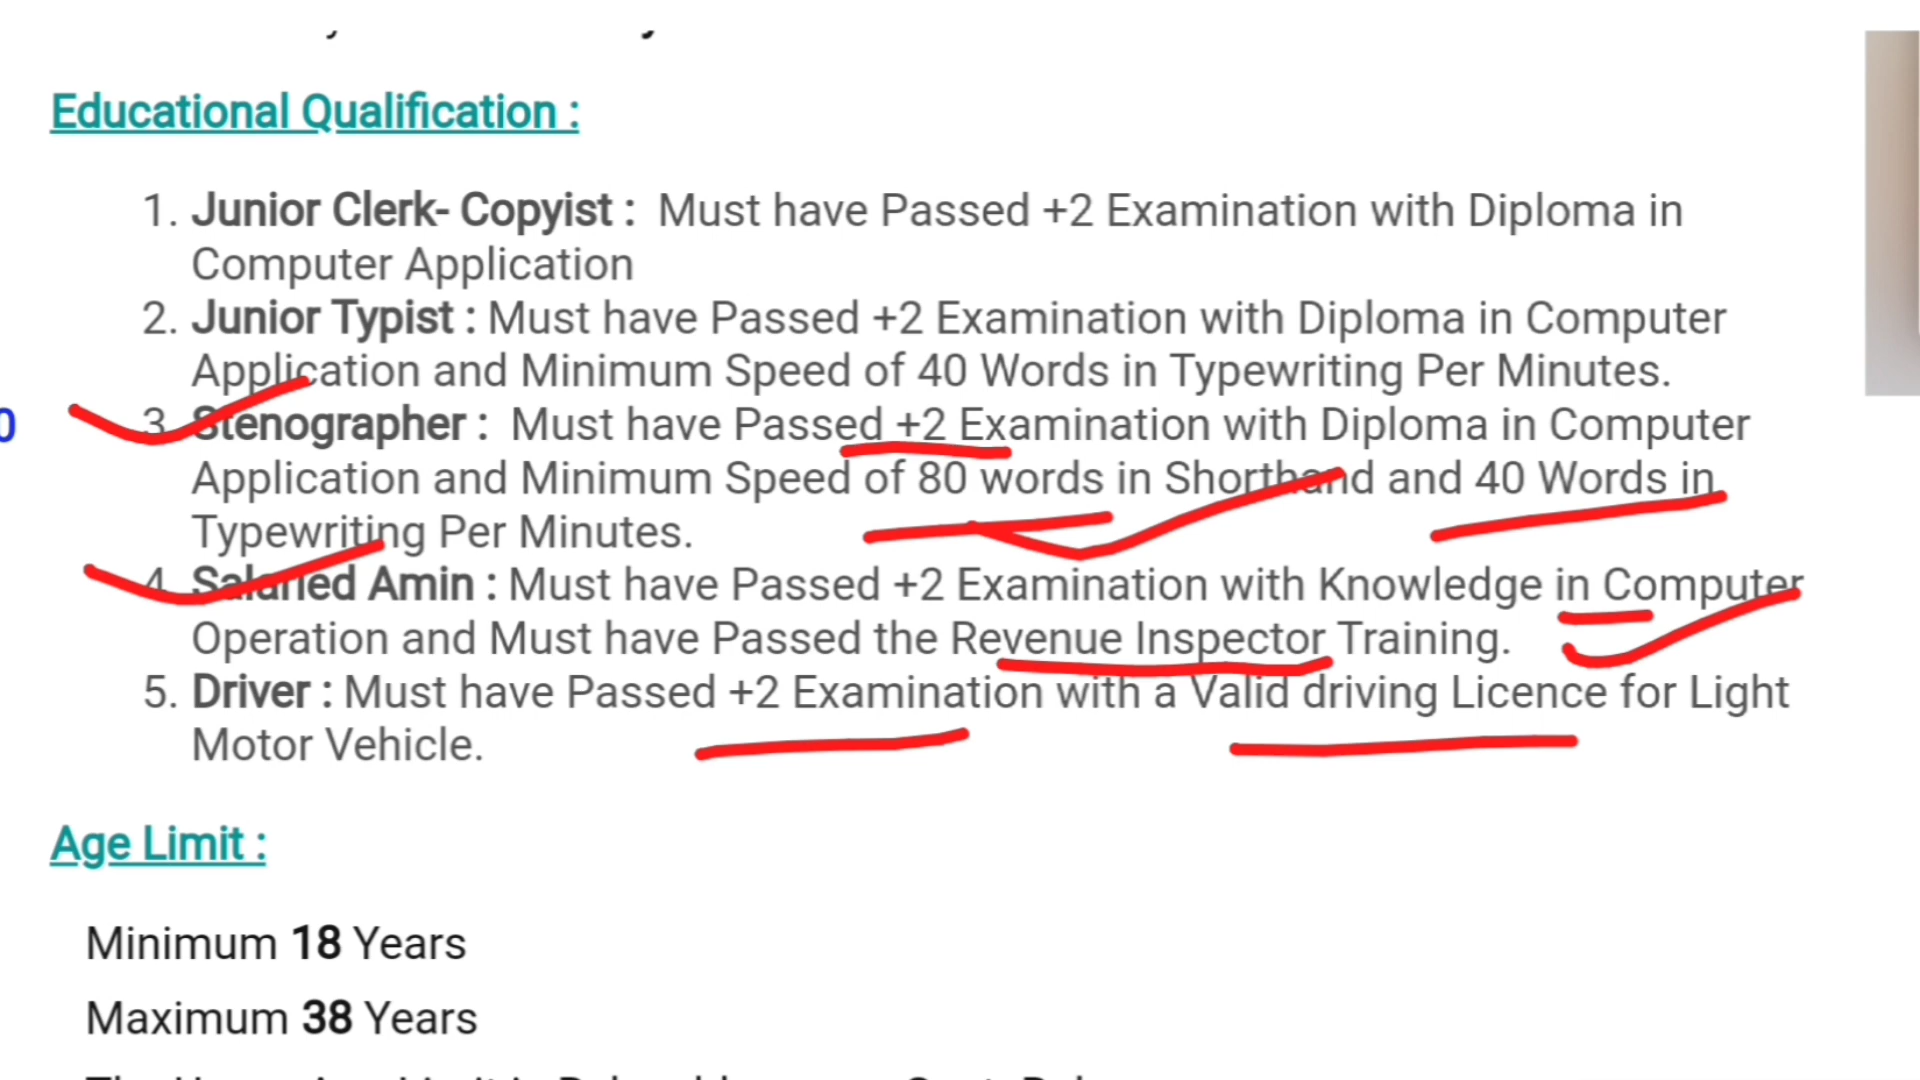 Educational Qualification :
1. Junior Clerk- Copyist : Must have Passed +2 Examination with Diploma in
Computer Application
2. Junior Typist : Must have Passed +2 Examination with Diploma in Computer
Application and Minimum Speed of 40 Words in Typewriting Per Minutes.
0
3. Stenographer : Must have Passed +2 Examination with Diploma in Computer
Application and Minimum Speed of 80 words in Shorthand and 40 Words in
Typewriting Per Minutes.
4. Salaried Amin : Must have Passed +2 Examination with Knowledge in Computer
Operation and Must have Passed the Revenue Inspector Training.
5. Driver : Must have Passed +2 Examination with a Valid driving Licence for Light
Motor Vehicle.
Age Limit :
Minimum 18 Years
Maximum 38 Years